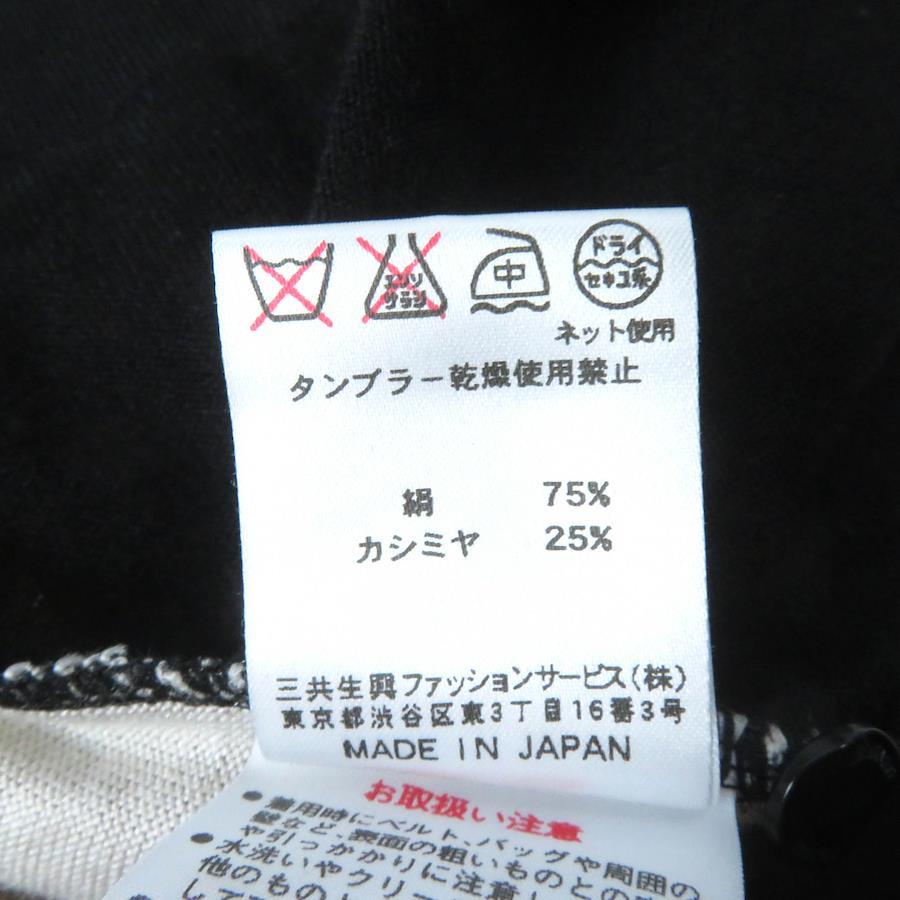 エンソ
サラシ
中
ドライ
セキユ系
ネット使用
タンブラー乾燥使用禁止
絹 75%
カシミヤ 25%
三共生興ファッションサービス(株)
東京都渋谷区東3丁目16番3号
MADE IN JAPAN
お取扱い注意
●着用時にベルト、バッグや周囲の
壁など、表面の粗いものとの
や引っかかりに注意し
●水洗いやクリー
他のもの
して